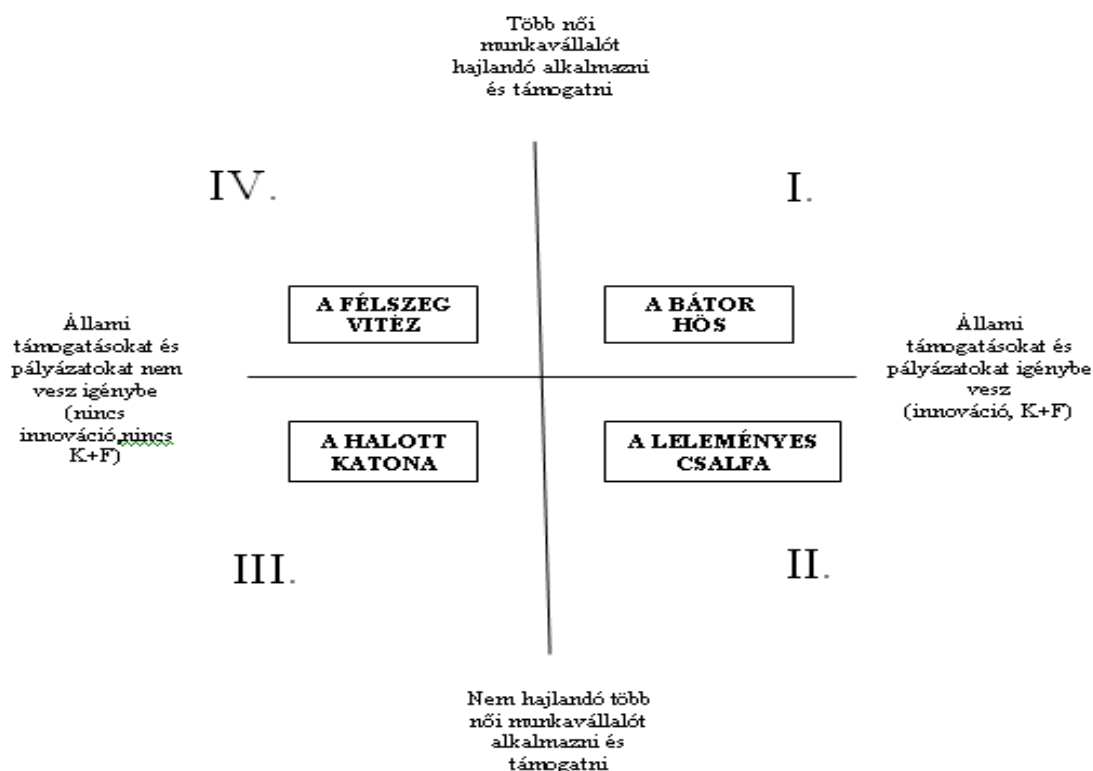 Több női
munkavállalót
hajlandó alkalmazni
és támogatni
IV.
I.
A FÉLSZEG
VITÉZ
A BÁTOR
HŐS
Állami
támogatásokat és
pályázatokat nem
vesz igénybe
(nincs
innováció,nincs
K+F)
Állami
támogatásokat és
pályázatokat igénybe
vesz
(innováció, K+F)
A HALOTT
KATONA
A LELEMÉNYES
CSALFA
III.
II.
Nem hajlandó több
női munkavállalót
alkalmazni és
támogatni